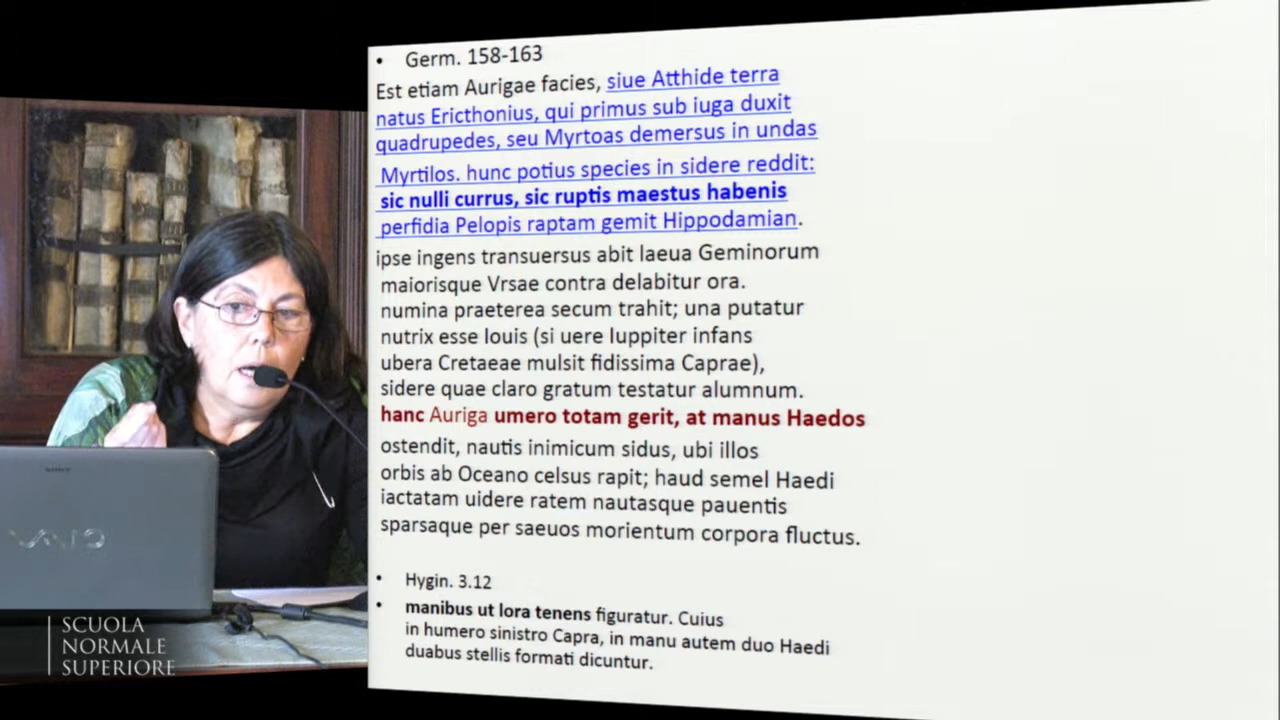 • Germ. 158-163
Est etiam Aurigae facies, siue Atthide terra
natus Ericthonius, qui primus sub iuga duxit
quadrupedes, seu Myrtoas demersus in undas
Myrtilos. hunc potius species in sidere reddit:
sic nulli currus, sic ruptis maestus habenis
perfidia Pelopis raptam gemit Hippodamian.
ipse ingens transuersus abit laeua Geminorum
maiorisque Vrsae contra delabitur ora.
numina praeterea secum trahit; una putatur
nutrix esse Iouis (si uere Iuppiter infans
ubera Cretaeae mulsit fidissima Caprae),
sidere quae claro gratum testatur alumnum.
hanc Auriga umero totam gerit, at manus Haedos
ostendit, nautis inimicum sidus, ubi illos
orbis ab Oceano celsus rapit; haud semel Haedi
iactatam uidere ratem nautasque pauentis
sparsaque per saeuos morientum corpora fluctus.
• Hygin. 3.12
• manibus ut lora tenens figuratur. Cuius
in humero sinistro Capra, in manu autem duo Haedi
duabus stellis formati dicuntur.
SONY
VAIO
SCUOLA
NORMALE
SUPERIORE